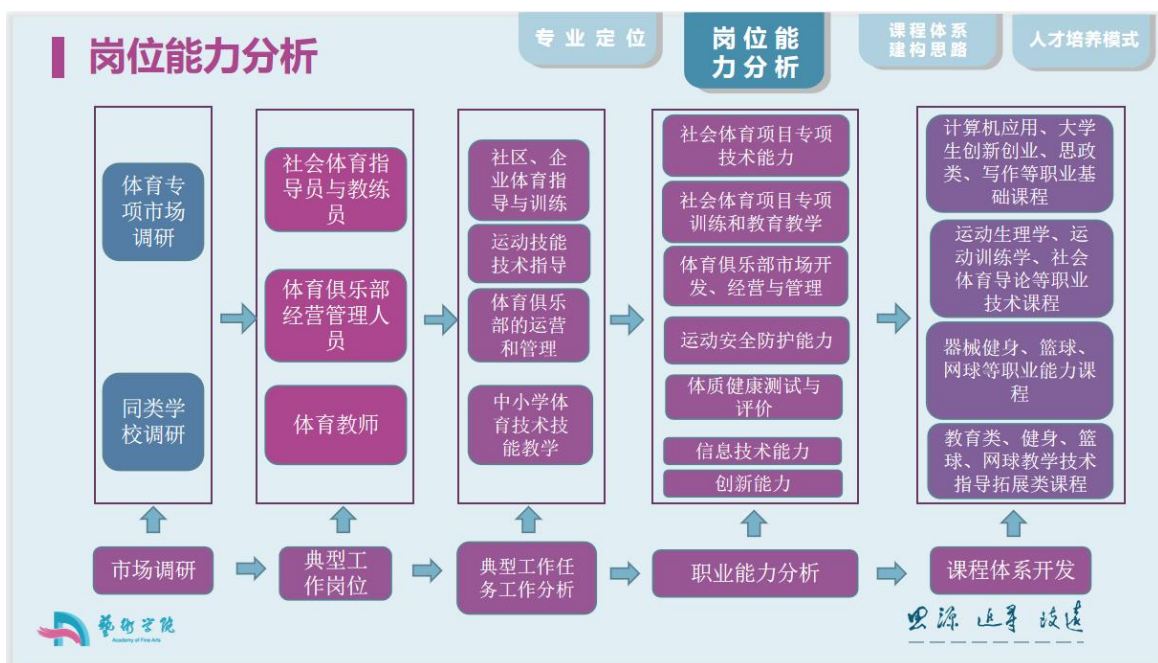 岗位能力分析
专业定位
岗位能
力分析
课程体系
建构思路
人才培养模式
体育专
项市场
调研
同类学
校调研
社会体育指
导员与教练
员
体育俱乐部
经营管理人
员
体育教师
社区、企
业体育指
导与训练
运动技能
技术指导
体育俱乐
部的运营
和管理
中小学体
育技术技
能教学
社会体育项目专项
技术能力
社会体育项目专项
训练和教育教学
体育俱乐部市场开
发、经营与管理
运动安全防护能力
体质健康测试与
评价
信息技术能力
创新能力
计算机应用、大学
生创新创业、思政
类、写作等职业基
础课程
运动生理学、运
动训练学、社会
体育导论等职业
技术课程
器械健身、篮球、
网球等职业能力课
程
教育类、健身、篮
球、网球教学技术
指导拓展类课程
市场调研
典型工
作岗位
典型工作任
务工作分析
职业能力分析
课程体系开发
藝術学院
Academy of Fine Arts
思源 追寻 致遠